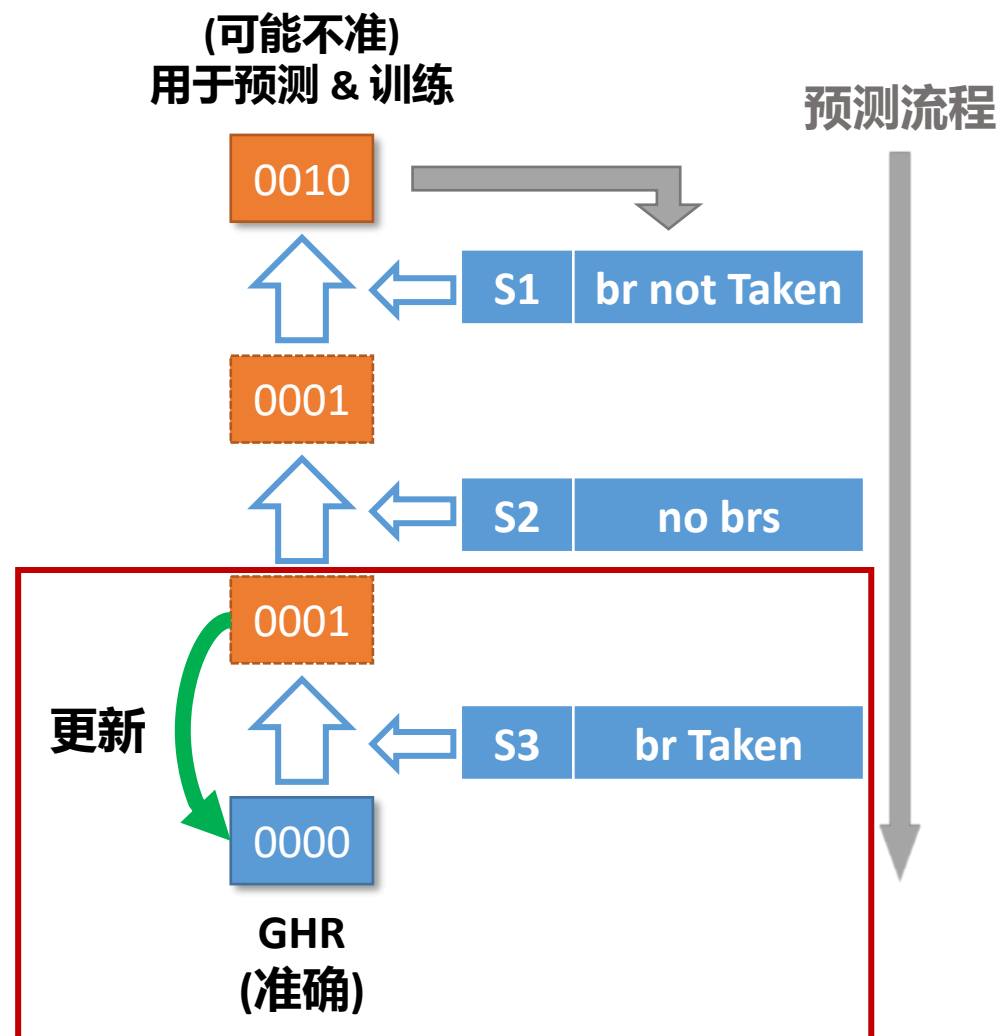 (可能不准)
用于预测 & 训练
预测流程
0010
S1 br not Taken
0001
S2 no brs
0001
更新
S3 br Taken
0000
GHR
(准确)